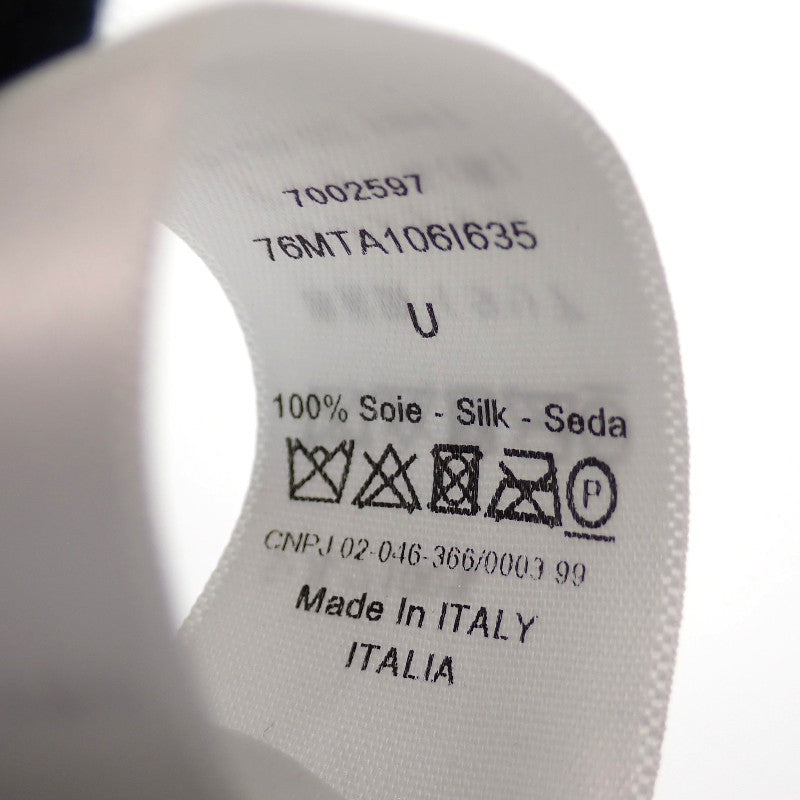 7002597
76MTA106I635
U
100% Soie - Silk - Seda
P
CNPJ 02-046-366/0003 99
Made In ITALY
ITALIA